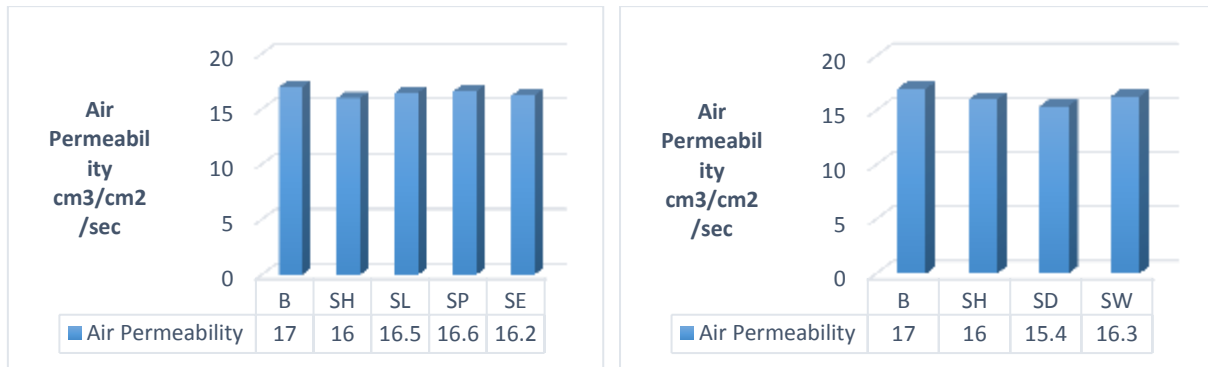 20
15
10
5
0
Air
Permeabil
ity
cm3/cm2
/sec
B SH SL SP SE
Air Permeability 17 16 16.5 16.6 16.2
20
15
10
5
0
Air
Permeabil
ity
cm3/cm2
/sec
B SH SD SW
Air Permeability 17 16 15.4 16.3